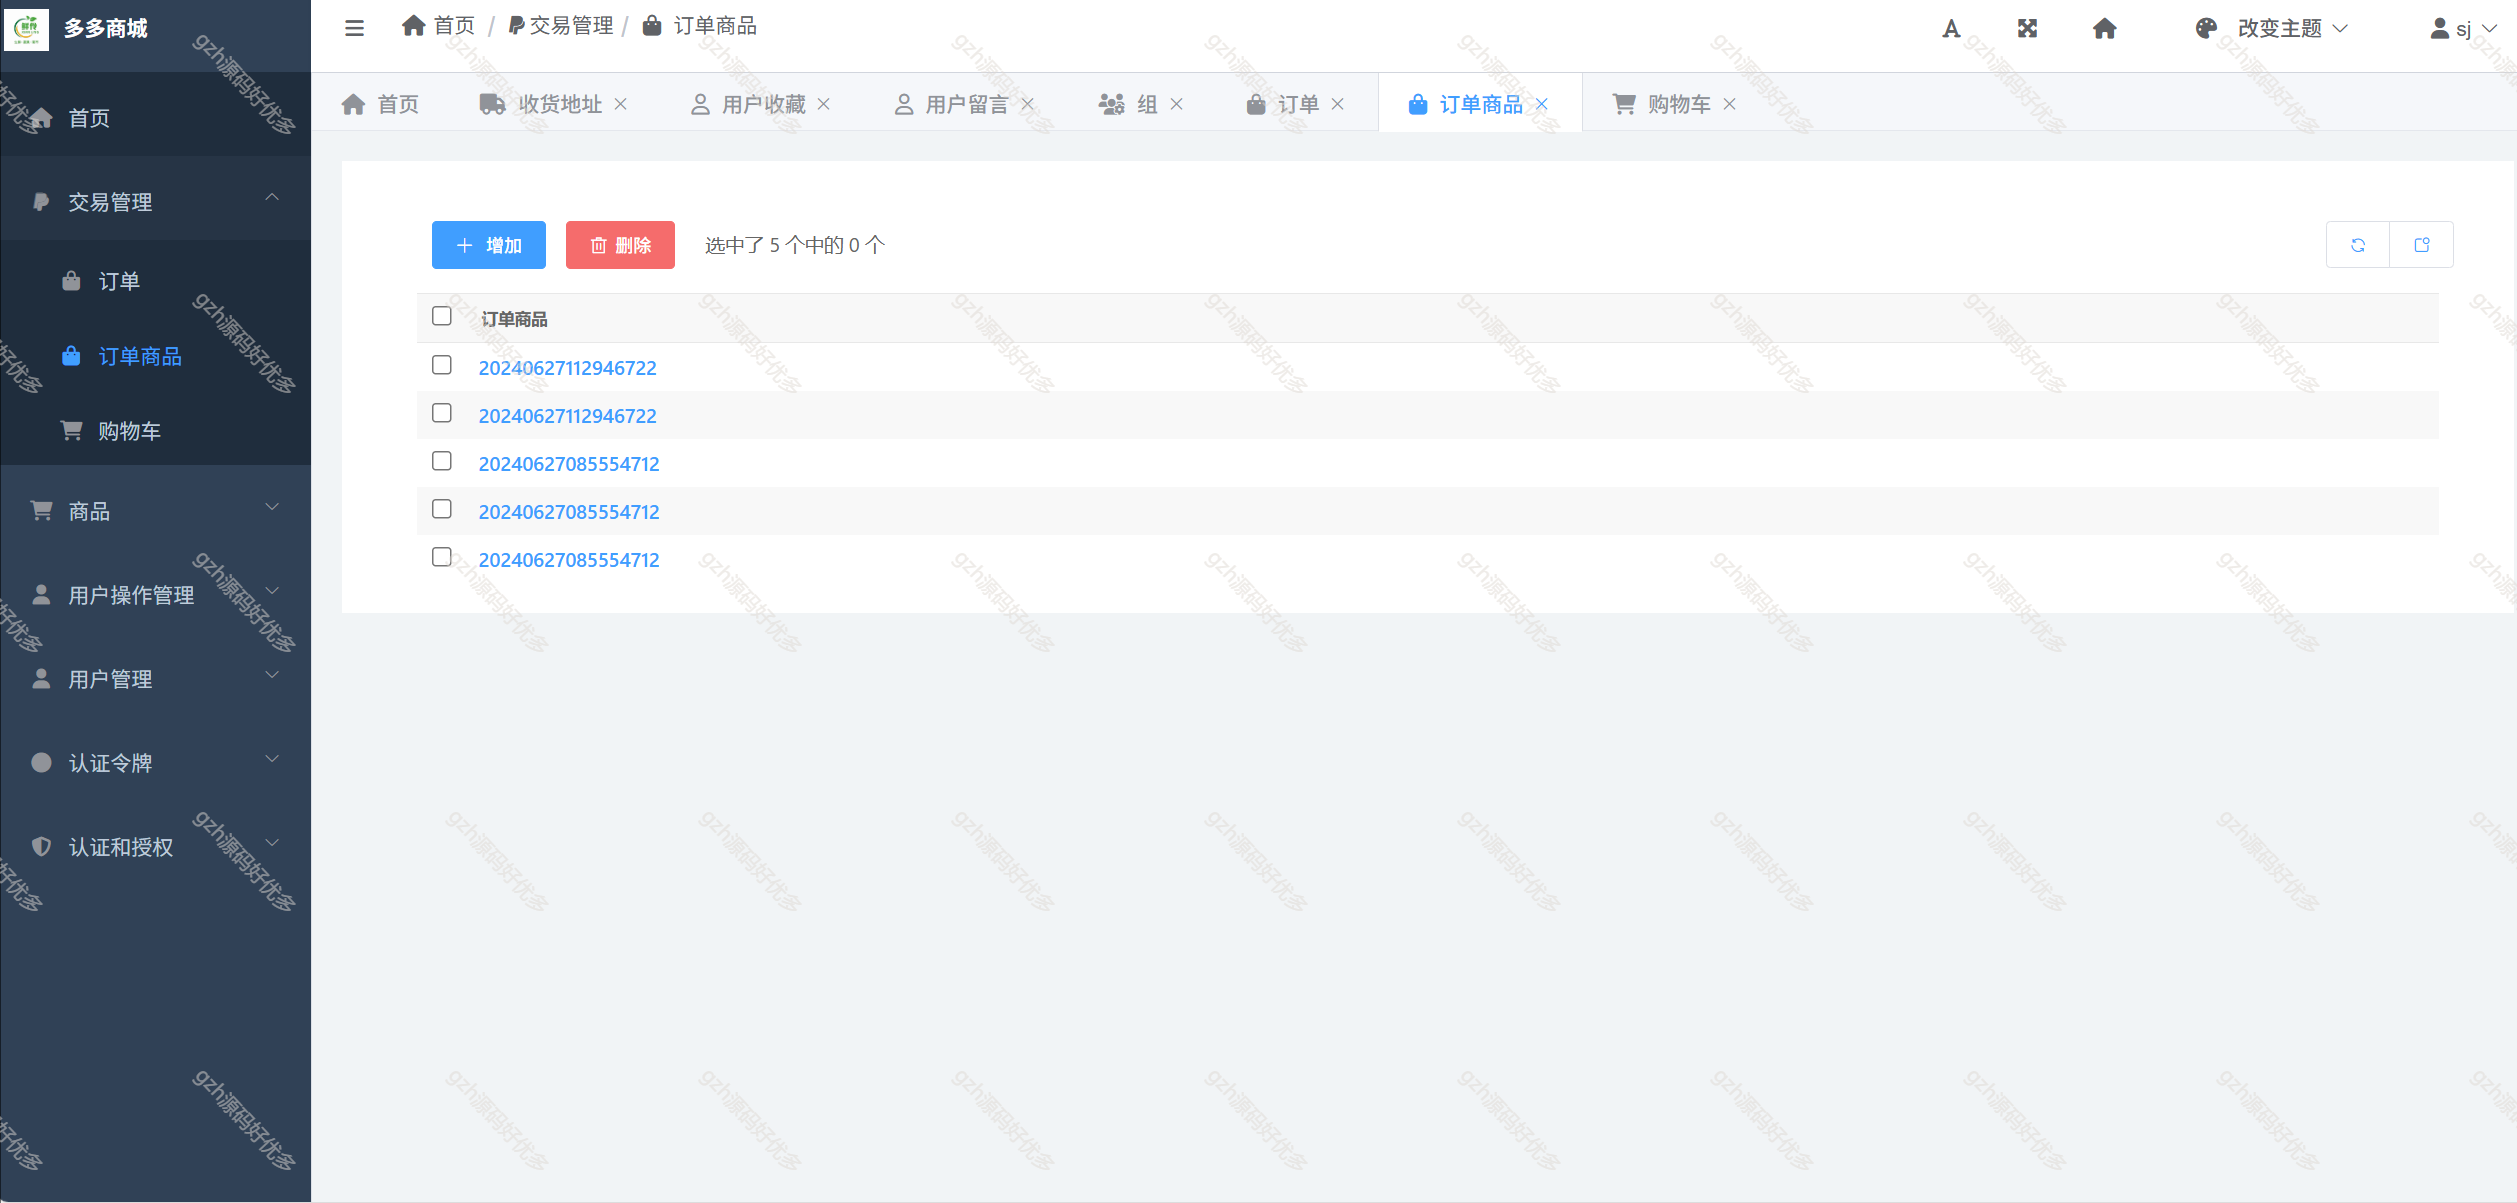 多多商城
首页 / 交易管理 / 订单商品
改变主题
sj
首页
收货地址
用户收藏
用户留言
组
订单
订单商品
购物车
首页
交易管理
订单
订单商品
购物车
商品
用户操作管理
用户管理
认证令牌
认证和授权
增加
删除
选中了 5 个中的 0 个
订单商品
20240627112946722
20240627112946722
20240627085554712
20240627085554712
20240627085554712
gzh源码好优多